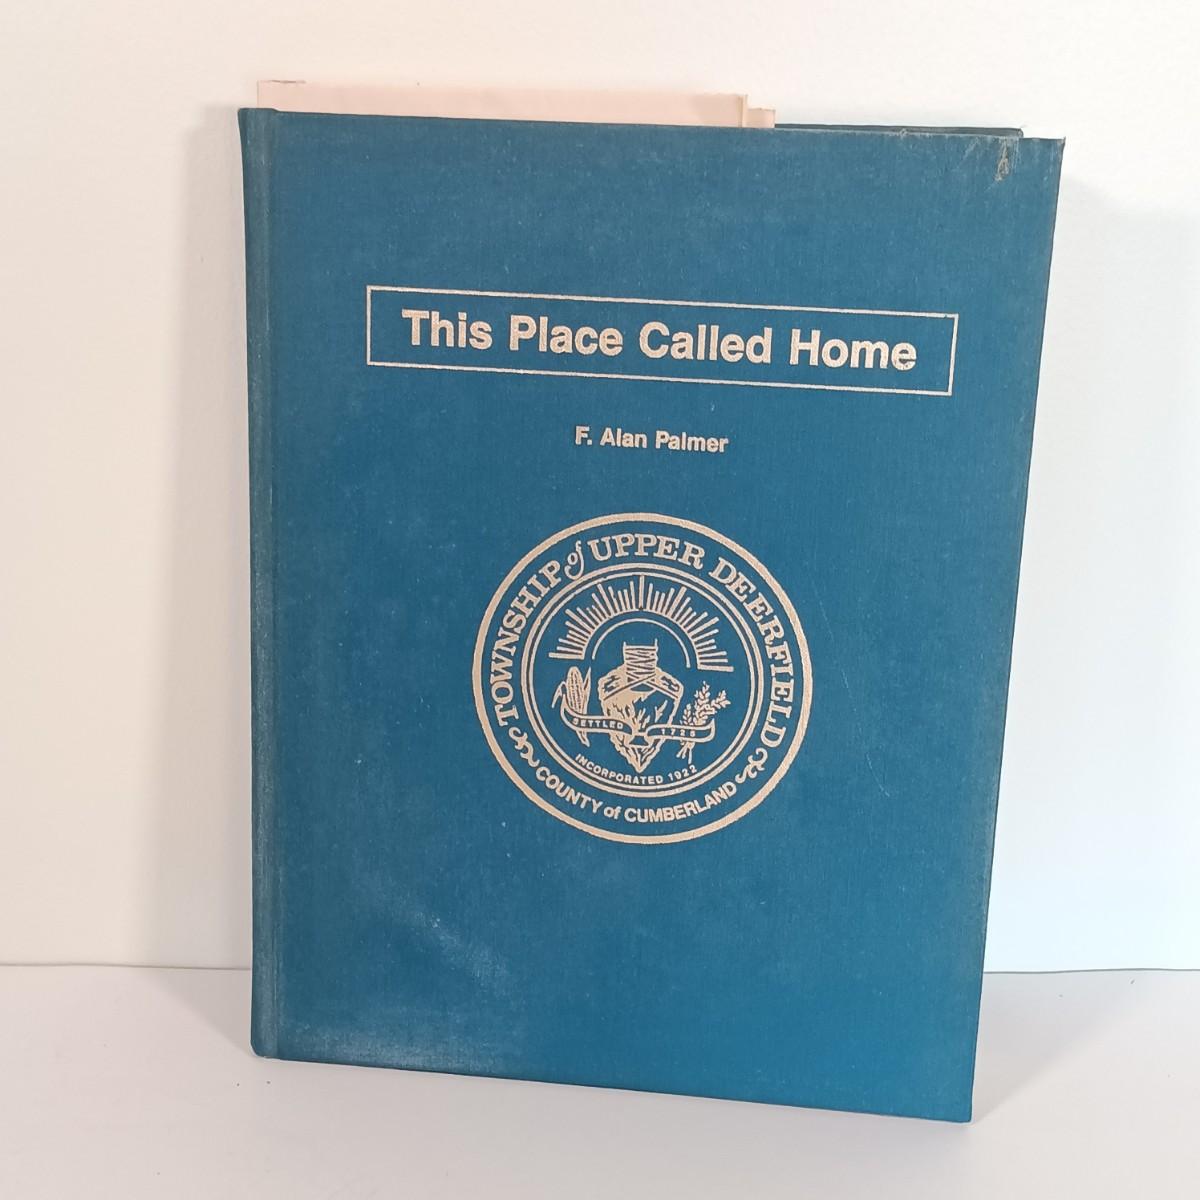 This Place Called Home
F. Alan Palmer
TOWNSHIP of UPPER DEERFIELD
SETTLED 1725
INCORPORATED 1922
COUNTY of CUMBERLAND